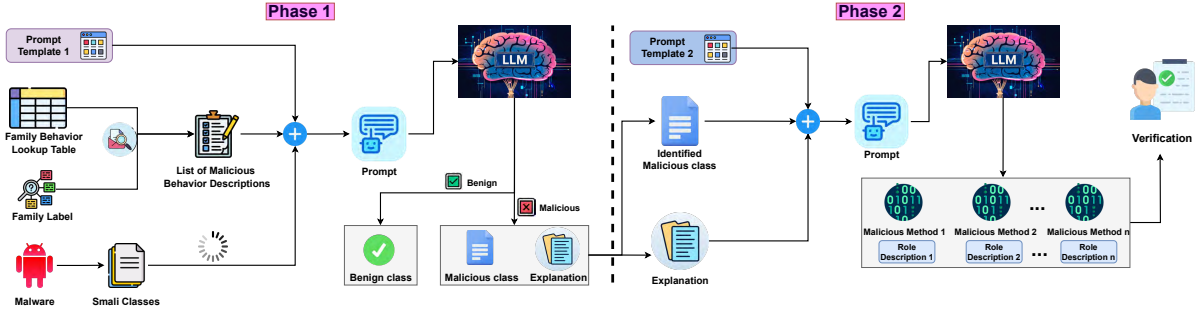 Phase 1
Prompt
Template 1
Family Behavior
Lookup Table
Family Label
List of Malicious
Behavior Descriptions
Malware
Smali Classes
Prompt
LLM
Benign
Malicious
Benign class
Malicious class
Explanation
Phase 2
Prompt
Template 2
Identified
Malicious class
Explanation
Prompt
LLM
Malicious Method 1
Malicious Method 2
...
Malicious Method n
Role
Description 1
Role
Description 2
...
Role
Description n
Verification